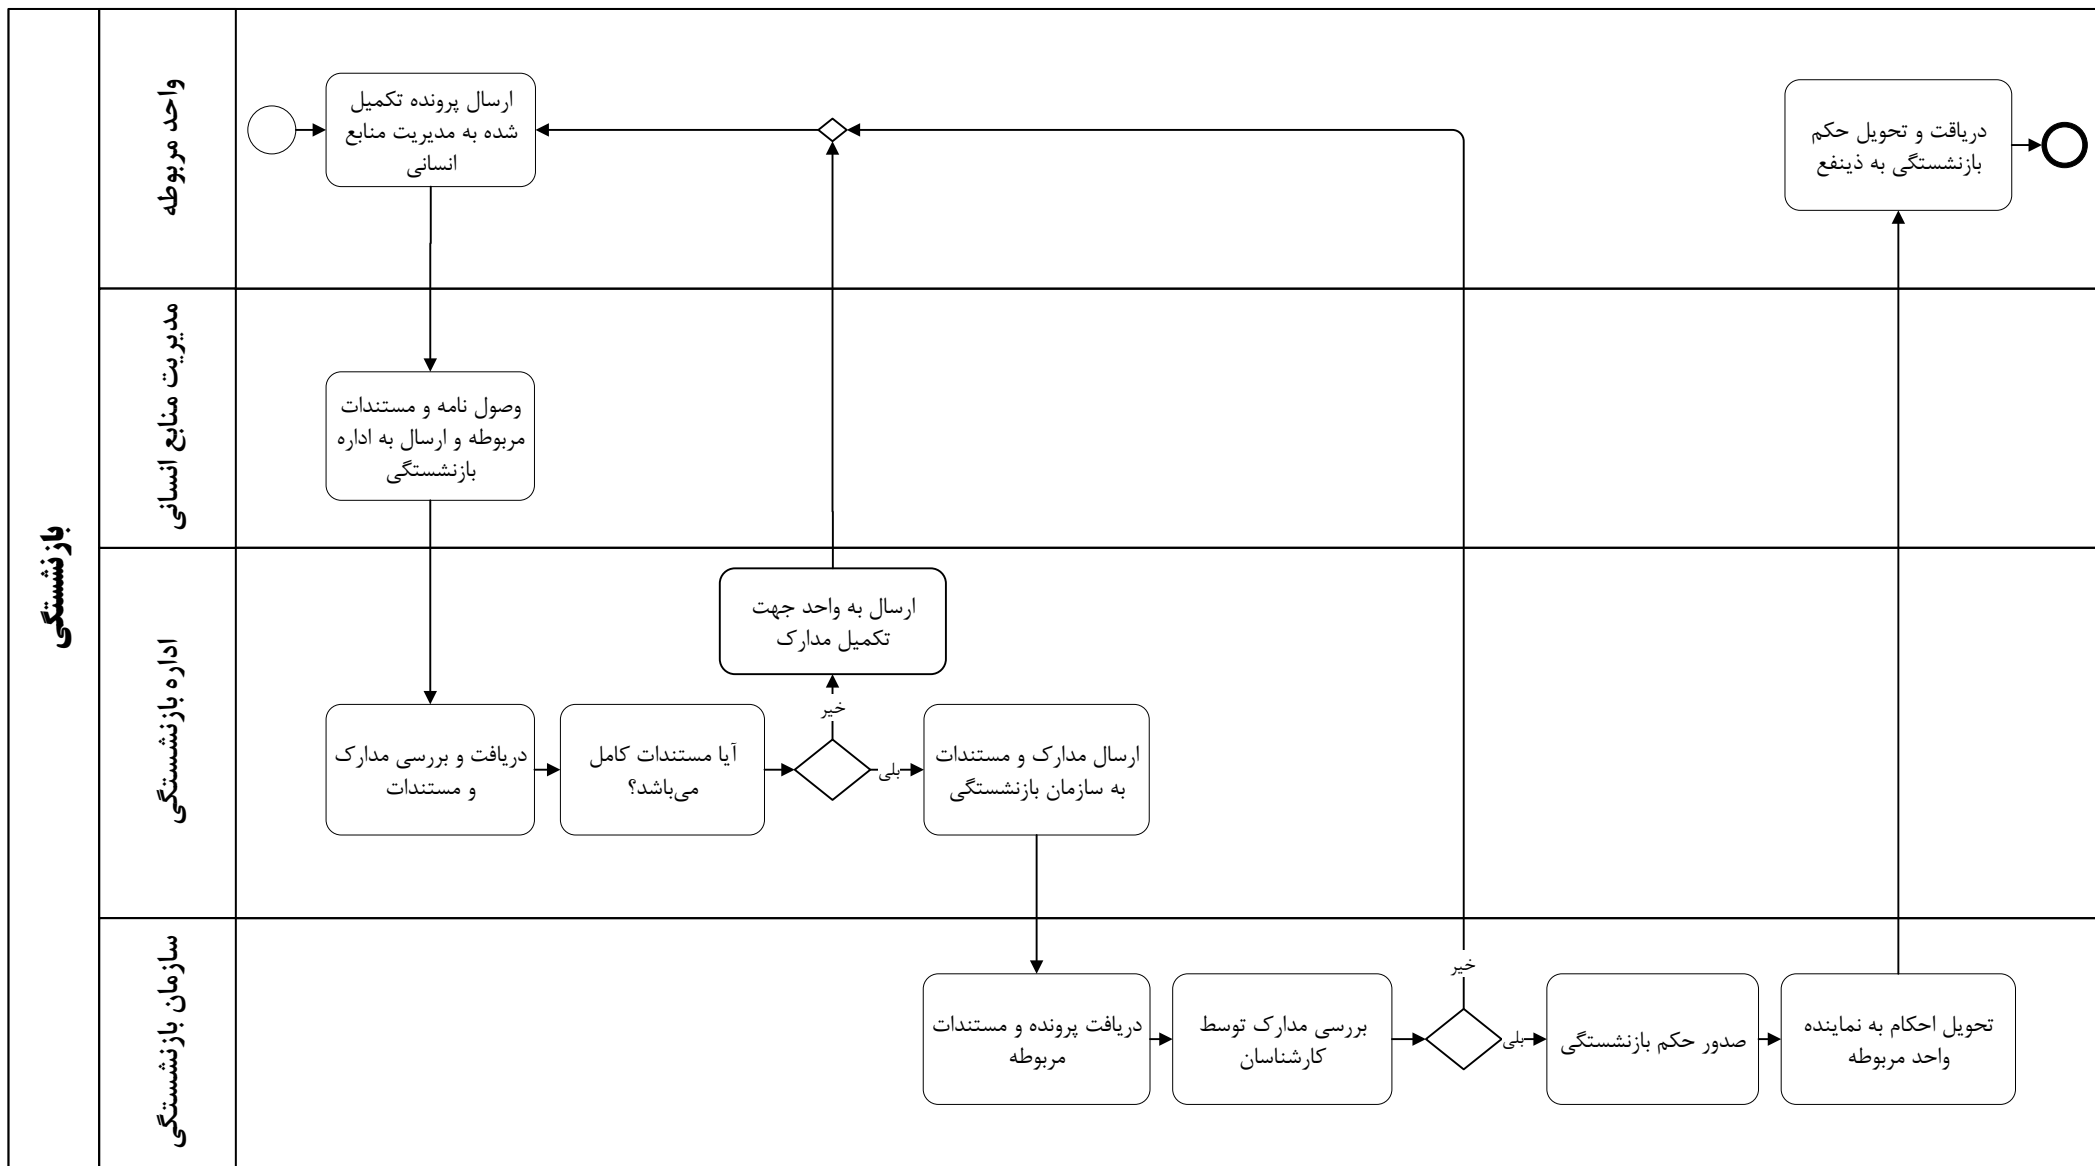 بازنشستگی
واحد مربوطه
ارسال پرونده تکمیل
شده به مدیریت منابع
انسانی
دریاقت و تحویل حکم
بازنشستگی به ذینفع
مدیریت منابع انسانی
وصول نامه و مستندات
مربوطه و ارسال به اداره
بازنشستگی
اداره بازنشستگی
ارسال به واحد جهت
تکمیل مدارک
خیر
دریافت و بررسی مدارک
و مستندات
آیا مستندات کامل
می‌باشد؟
بلی
ارسال مدارک و مستندات
به سازمان بازنشستگی
سازمان بازنشستگی
دریافت پرونده و مستندات
مربوطه
بررسی مدارک توسط
کارشناسان
خیر
بلی
صدور حکم بازنشستگی
تحویل احکام به نماینده
واحد مربوطه